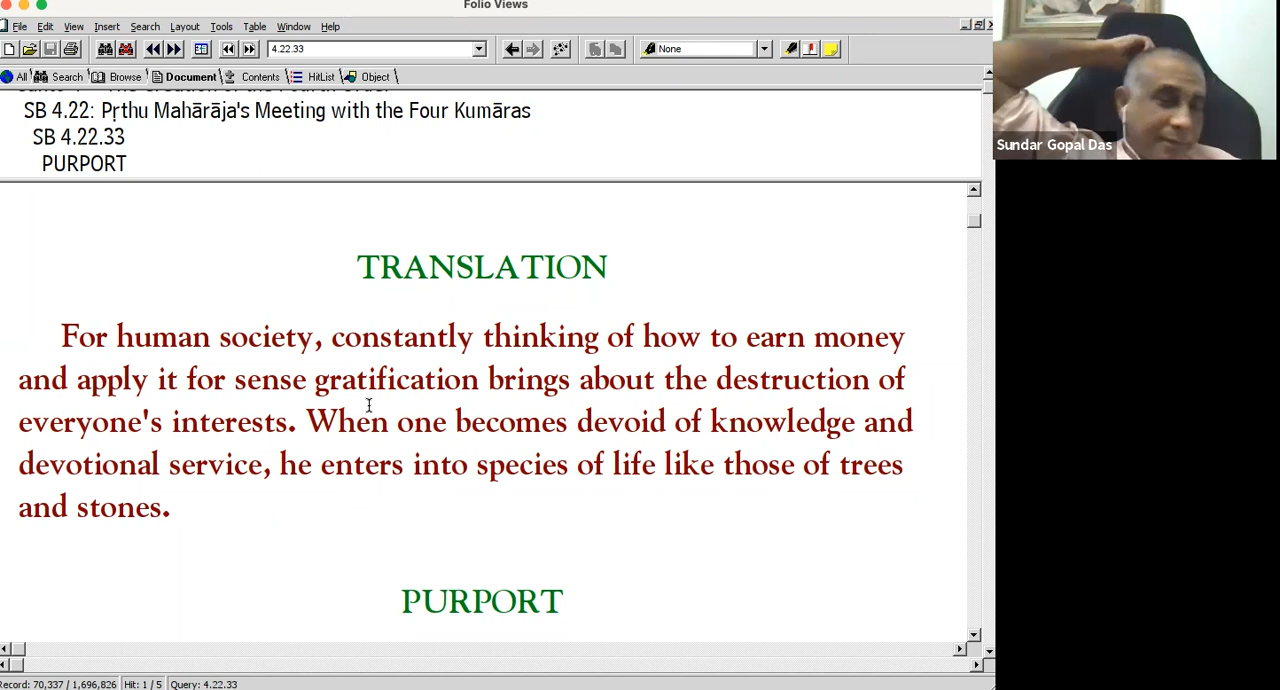 Folio Views
File Edit View Insert Search Layout Tools Table Window Help
4.22.33 None
All Search Browse Document Contents HitList Object
SB 4.22: Pṛthu Mahārāja's Meeting with the Four Kumāras
SB 4.22.33
PURPORT
Sundar Gopal Das
TRANSLATION
For human society, constantly thinking of how to earn money
and apply it for sense gratification brings about the destruction of
everyone's interests. When one becomes devoid of knowledge and
devotional service, he enters into species of life like those of trees
and stones.
PURPORT
Record: 70,337 / 1,696,826 Hit: 1 / 5 Query: 4.22.33